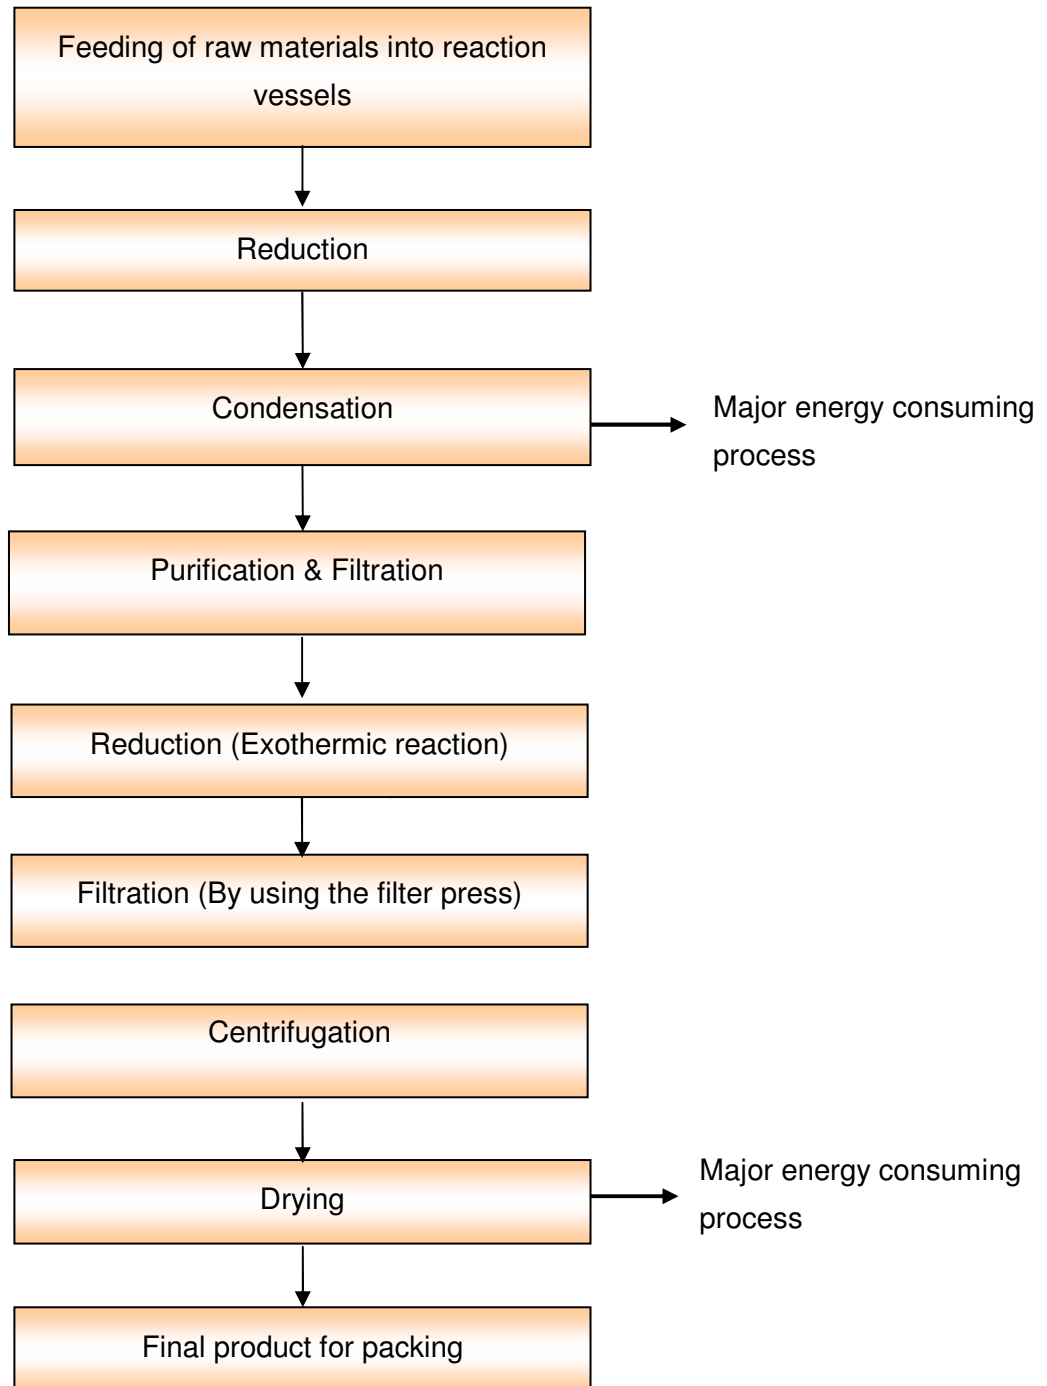 Feeding of raw materials into reaction
vessels
Reduction
Condensation
Major energy consuming
process
Purification & Filtration
Reduction (Exothermic reaction)
Filtration (By using the filter press)
Centrifugation
Drying
Major energy consuming
process
Final product for packing